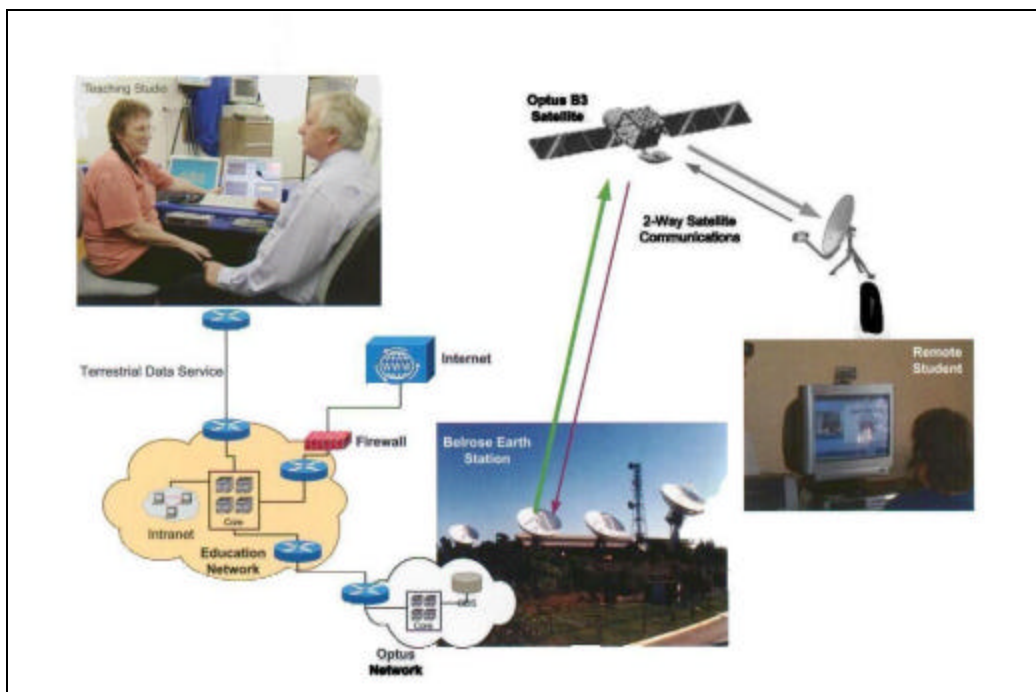 Teaching Studio
Optus B3
Satellite
2-Way Satellite
Communications
Internet
WWW
Remote
Student
Terrestrial Data Service
Firewall
Belrose Earth
Station
Core
Intranet
Education
Network
Core
Optus
Network